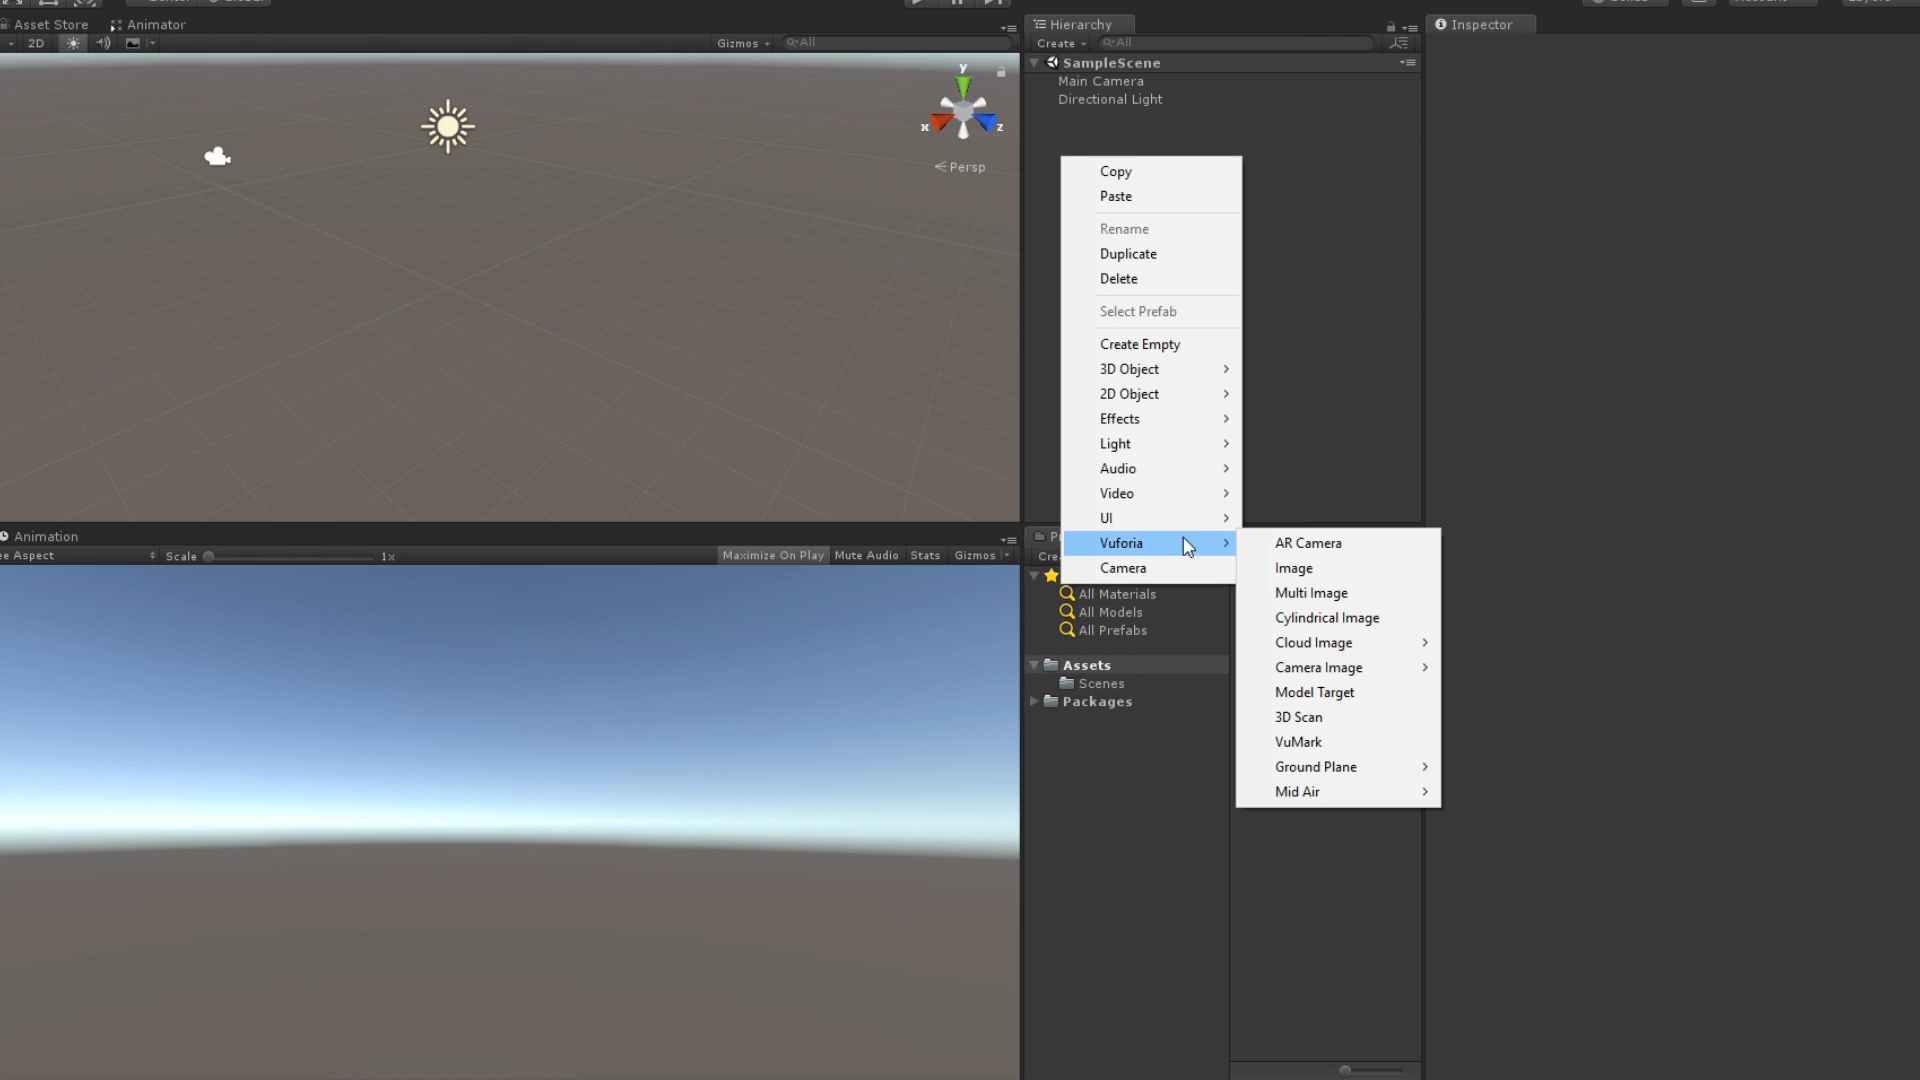 Asset Store
Animator
2D
Gizmos
All
y
x
z
Persp
Hierarchy
Create
All
SampleScene
Main Camera
Directional Light
Inspector
Copy
Paste
Rename
Duplicate
Delete
Select Prefab
Create Empty
3D Object
2D Object
Effects
Light
Audio
Video
UI
Vuforia
Camera
AR Camera
Image
Multi Image
Cylindrical Image
Cloud Image
Camera Image
Model Target
3D Scan
VuMark
Ground Plane
Mid Air
Animation
Aspect
Scale
1x
Maximize On Play
Mute Audio
Stats
Gizmos
All Materials
All Models
All Prefabs
Assets
Scenes
Packages